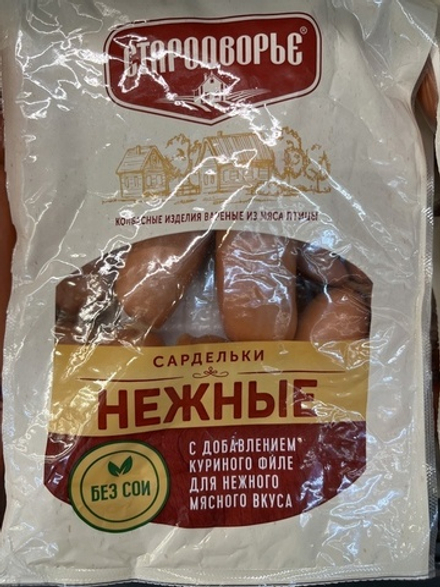 СТАРОДВОРЬЕ®
КОЛБАСНЫЕ ИЗДЕЛИЯ ВАРЕНЫЕ ИЗ МЯСА ПТИЦЫ
САРДЕЛЬКИ
НЕЖНЫЕ
С ДОБАВЛЕНИЕМ
КУРИНОГО ФИЛЕ
ДЛЯ НЕЖНОГО
МЯСНОГО ВКУСА
БЕЗ СОИ